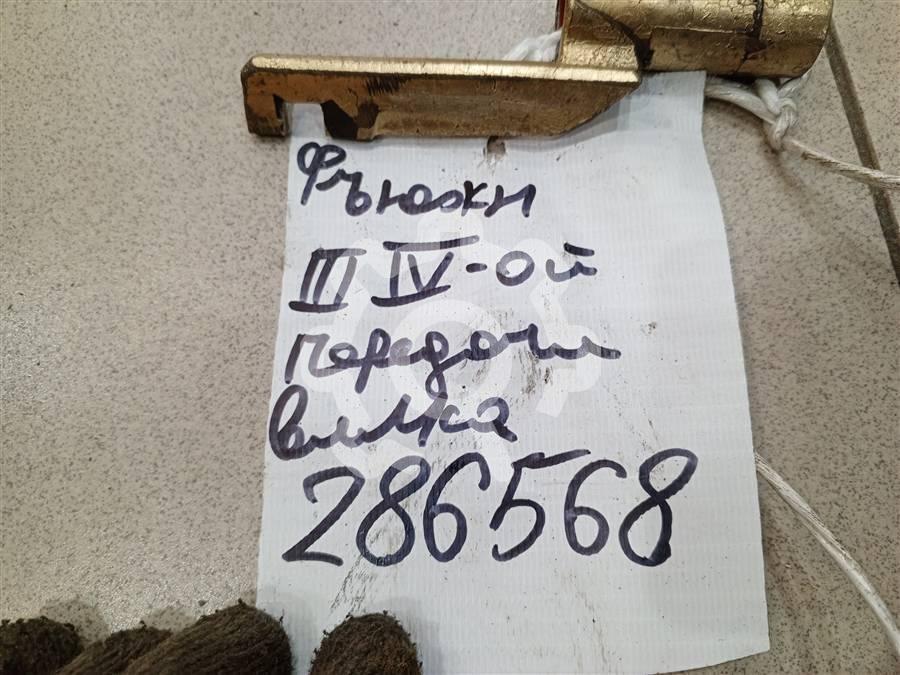 Фъюжн
III IV-ой
передачи
вилка
286568